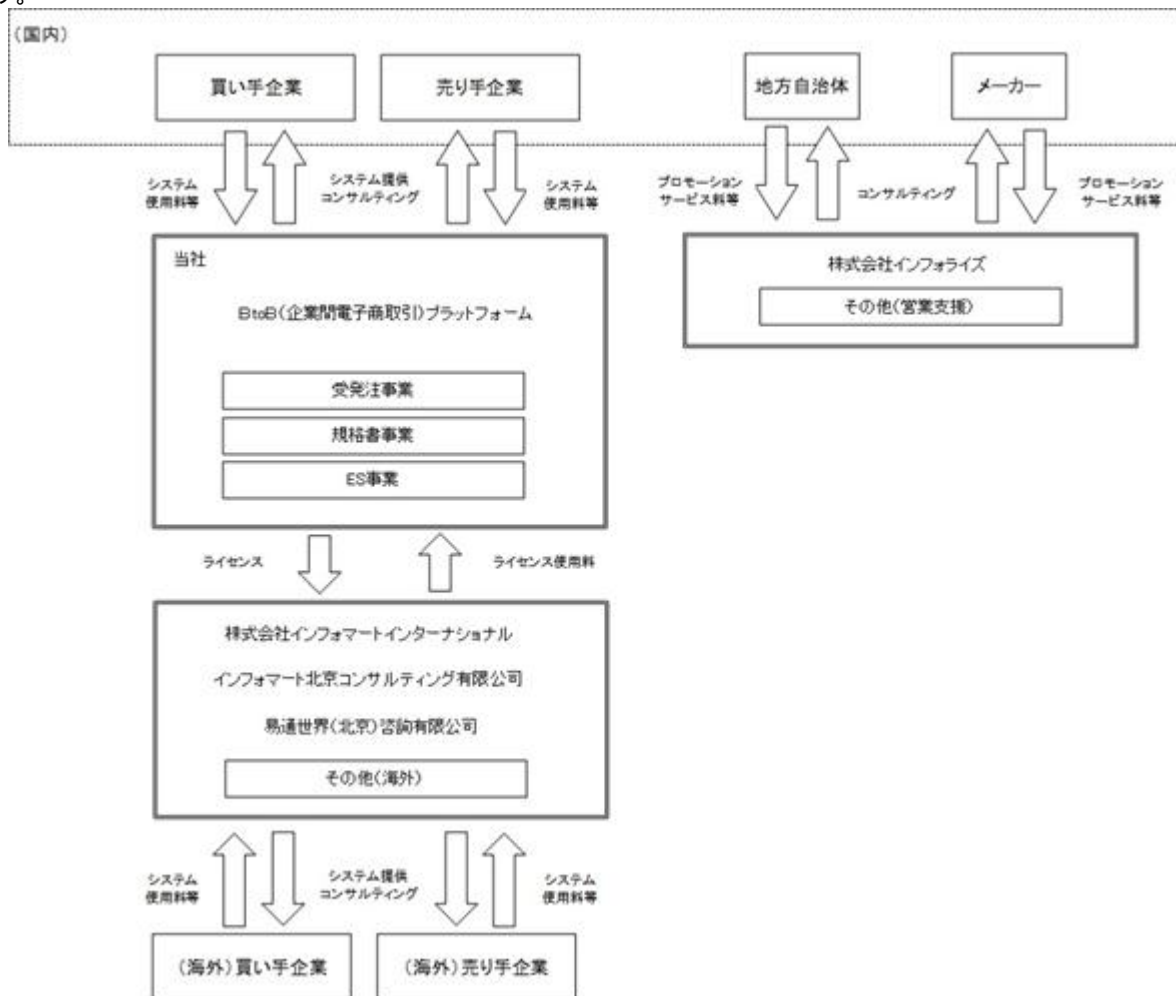 す。
(国内)
買い手企業
売り手企業
地方自治体
メーカー
システム
使用料等
システム提供
コンサルティング
システム
使用料等
プロモーション
サービス料等
コンサルティング
プロモーション
サービス料等
当社
BtoB(企業間電子商取引)プラットフォーム
受発注事業
規格書事業
ES事業
株式会社インフォライズ
その他(営業支援)
ライセンス
ライセンス使用料
株式会社インフォマートインターナショナル
インフォマート北京コンサルティング有限公司
易通世界(北京)咨詢有限公司
その他(海外)
システム
使用料等
システム提供
コンサルティング
システム
使用料等
(海外)買い手企業
(海外)売り手企業